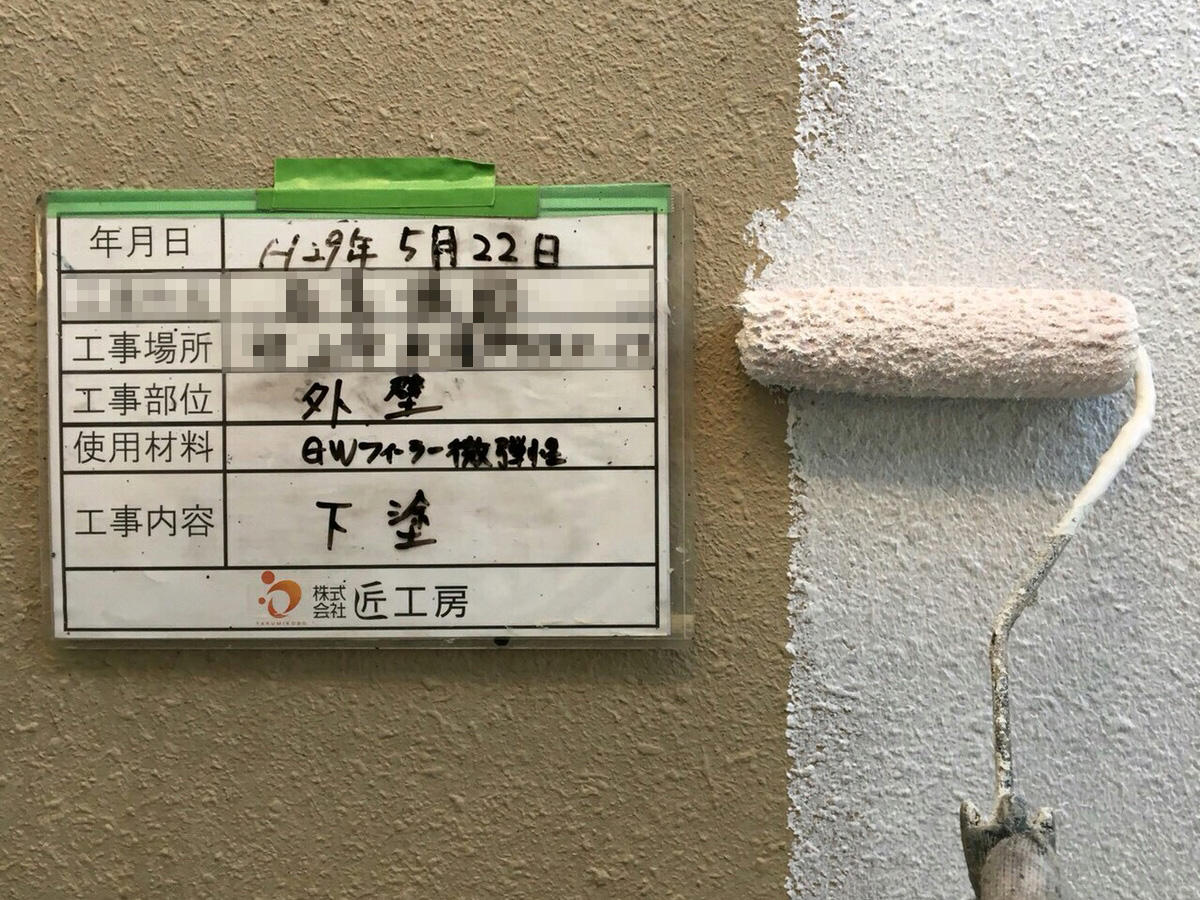 年月日 H29年 5月22日
工事場所
工事部位 外壁
使用材料 GWフィーラー微弾性
工事内容 下塗
TAKUMIKOBO 株式会社 匠工房